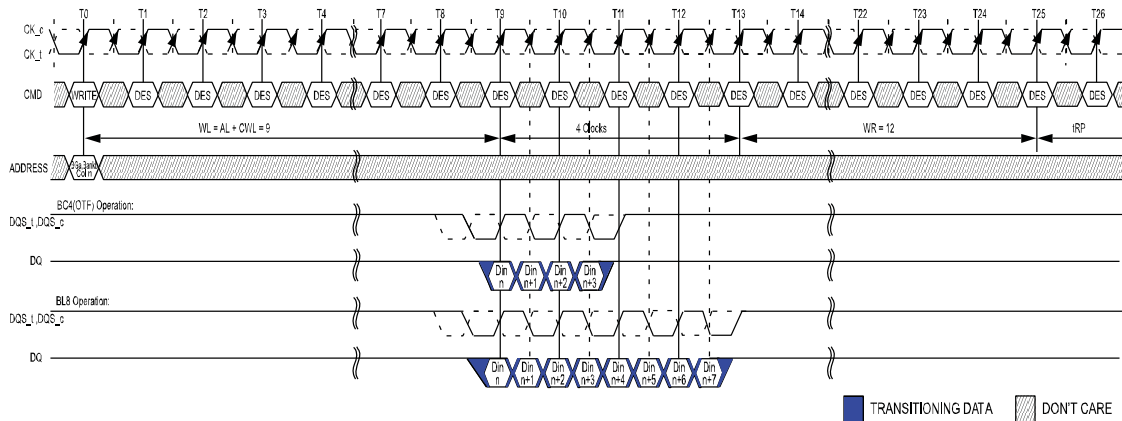 T0 T1 T2 T3 T4 T7 T8 T9 T10 T11 T12 T13 T14 T22 T23 T24 T25 T26
CK_c
CK_t
CMD WRITE DES DES DES DES DES DES DES DES DES DES DES DES DES DES DES DES DES
WL = AL + CWL = 9 4 Clocks WR = 12 tRP
ADDRESS
Col n
BC4(OTF) Operation:
DQS_t ,DQS_c
DQ Din n Din n+1 Din n+2 Din n+3
BL8 Operation:
DQS_t ,DQS_c
DQ Din n Din n+1 Din n+2 Din n+3 Din n+4 Din n+5 Din n+6 Din n+7
TRANSITIONING DATA DON'T CARE